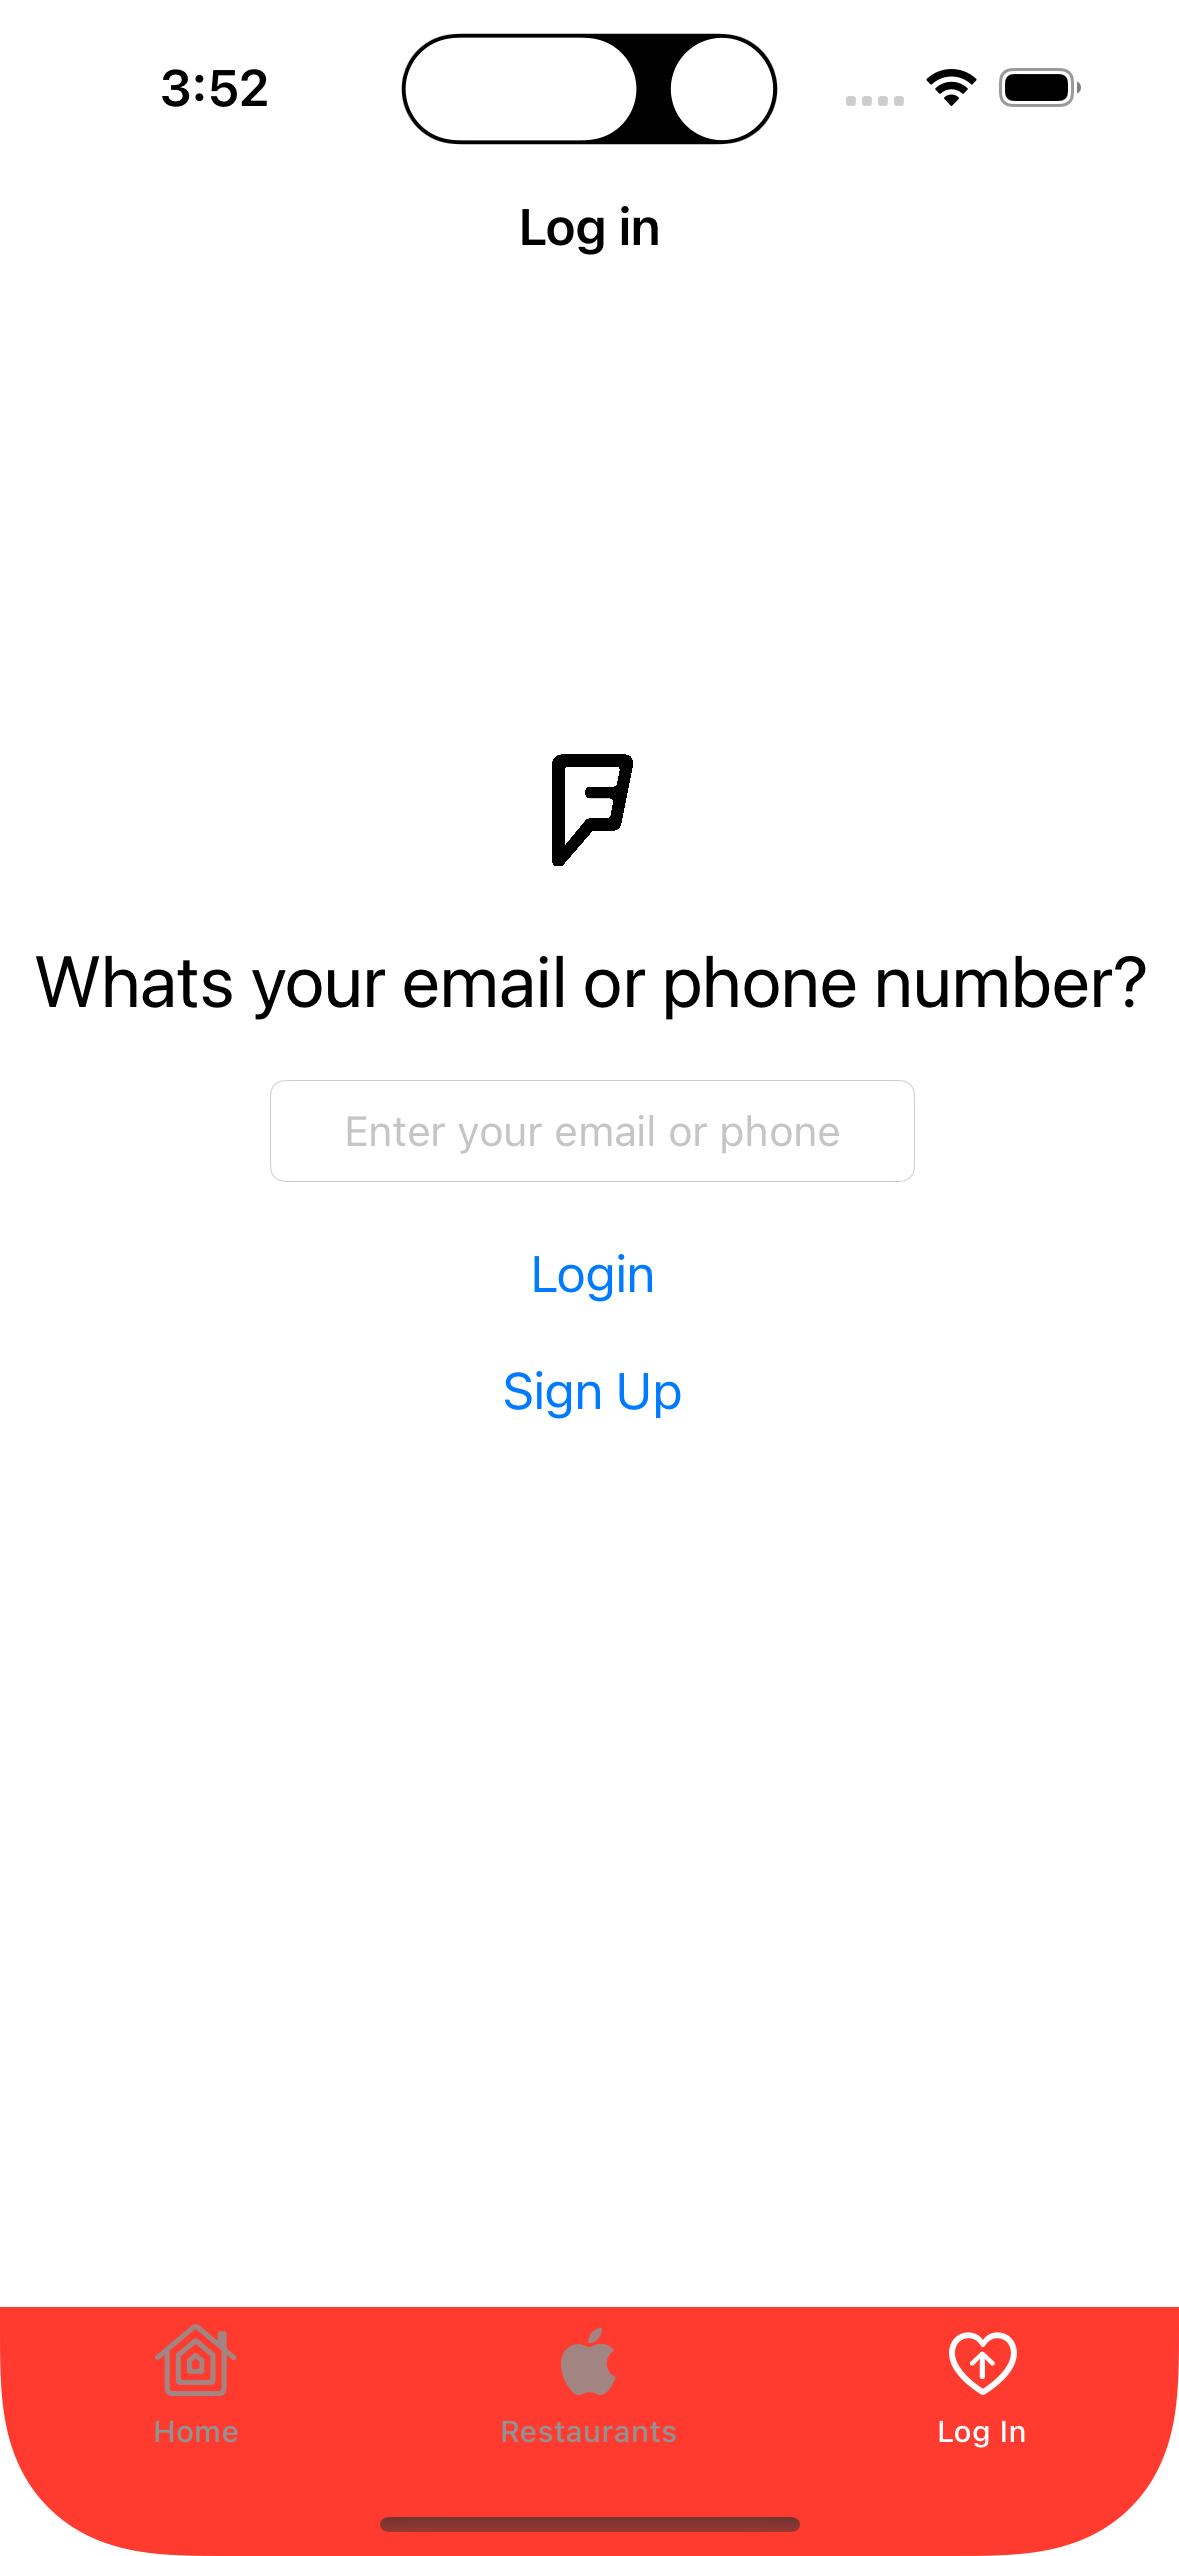 3:52
Log in
Whats your email or phone number?
Enter your email or phone
Login
Sign Up
Home
Restaurants
Log In